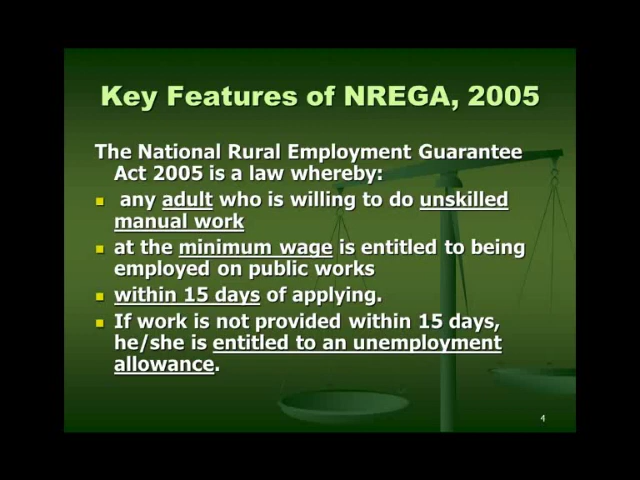 Key Features of NREGA, 2005
The National Rural Employment Guarantee
Act 2005 is a law whereby:
any adult who is willing to do unskilled
manual work
at the minimum wage is entitled to being
employed on public works
within 15 days of applying.
If work is not provided within 15 days,
he/she is entitled to an unemployment
allowance.
4